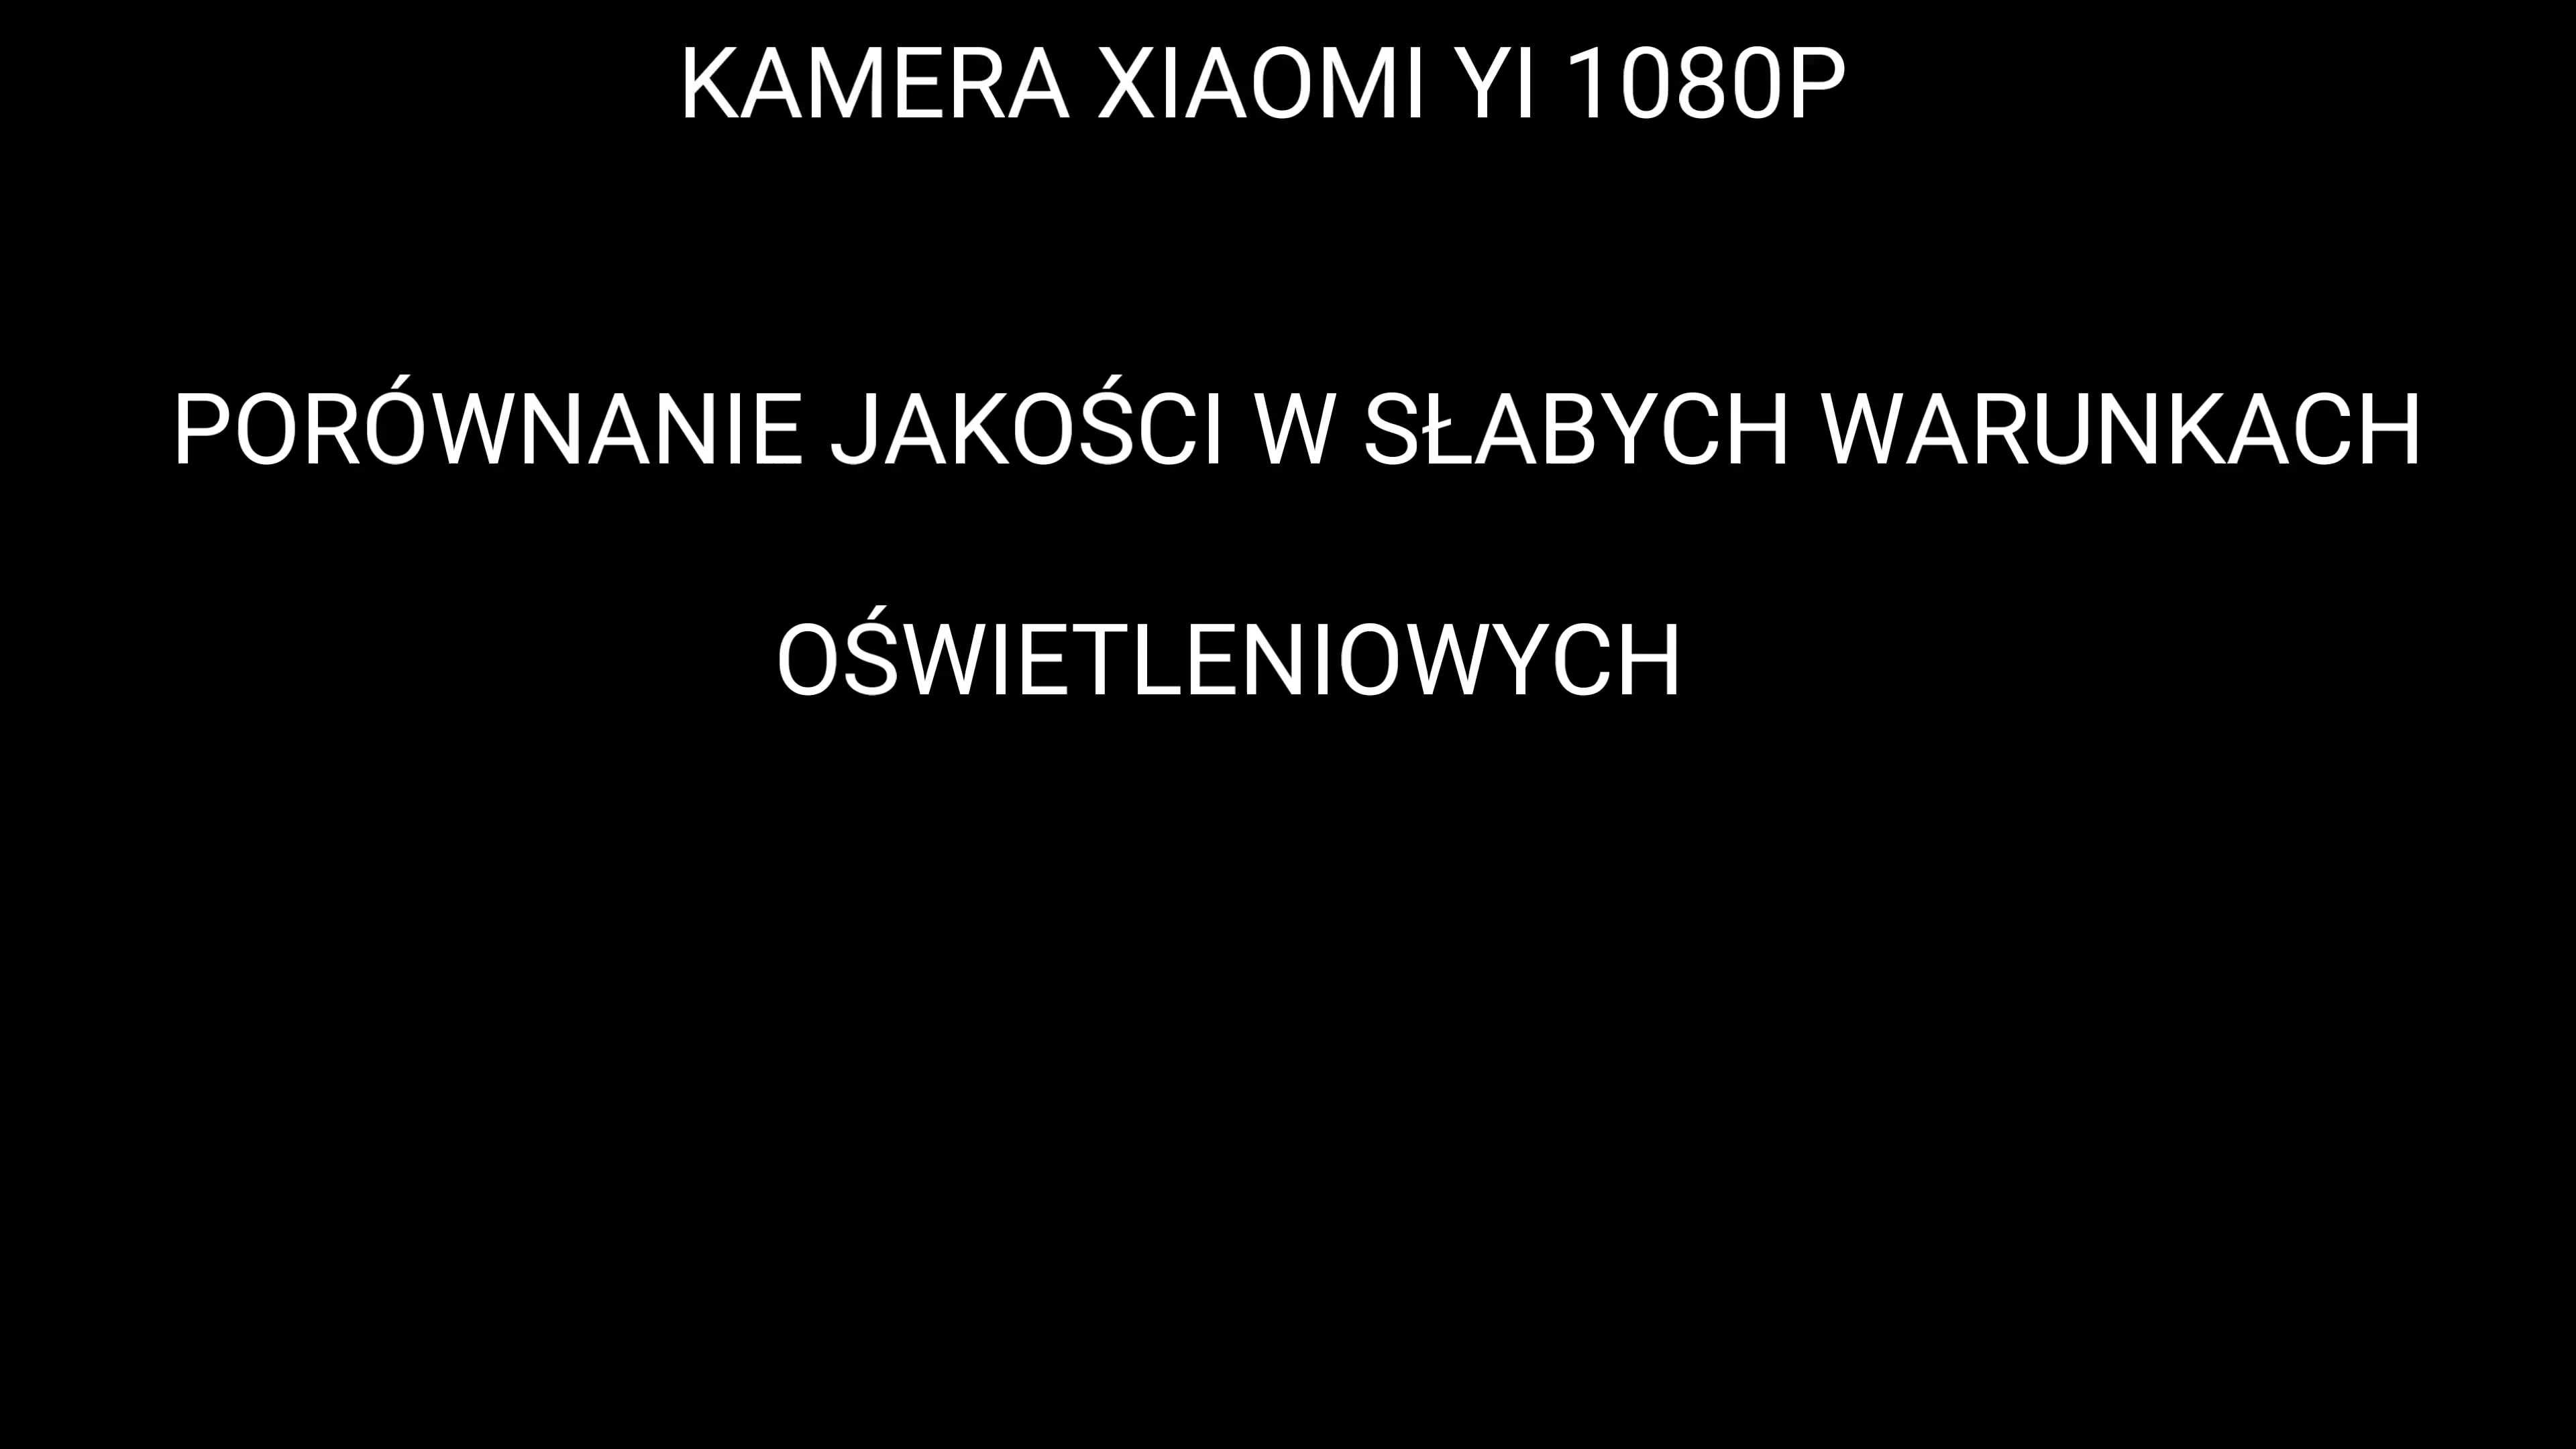 KAMERA XIAOMI YI 1080P
PORÓWNANIE JAKOŚCI W SŁABYCH WARUNKACH
OŚWIETLENIOWYCH